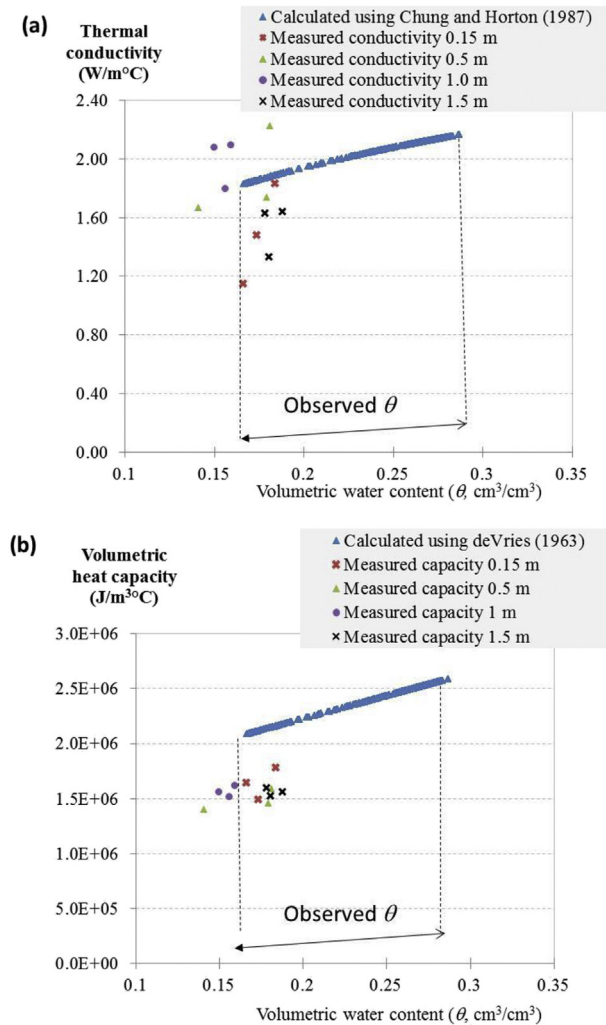 (a)
Thermal
conductivity
(W/m°C)
Calculated using Chung and Horton (1987)
Measured conductivity 0.15 m
Measured conductivity 0.5 m
Measured conductivity 1.0 m
Measured conductivity 1.5 m
2.40
2.00
1.60
1.20
0.80
0.40
0.00
Observed θ
0.1 0.15 0.2 0.25 0.3 0.35
Volumetric water content (θ, cm³/cm³)
(b)
Volumetric
heat capacity
(J/m³°C)
Calculated using deVries (1963)
Measured capacity 0.15 m
Measured capacity 0.5 m
Measured capacity 1 m
Measured capacity 1.5 m
3.0E+06
2.5E+06
2.0E+06
1.5E+06
1.0E+06
5.0E+05
0.0E+00
Observed θ
0.1 0.15 0.2 0.25 0.3 0.35
Volumetric water content (θ, cm³/cm³)